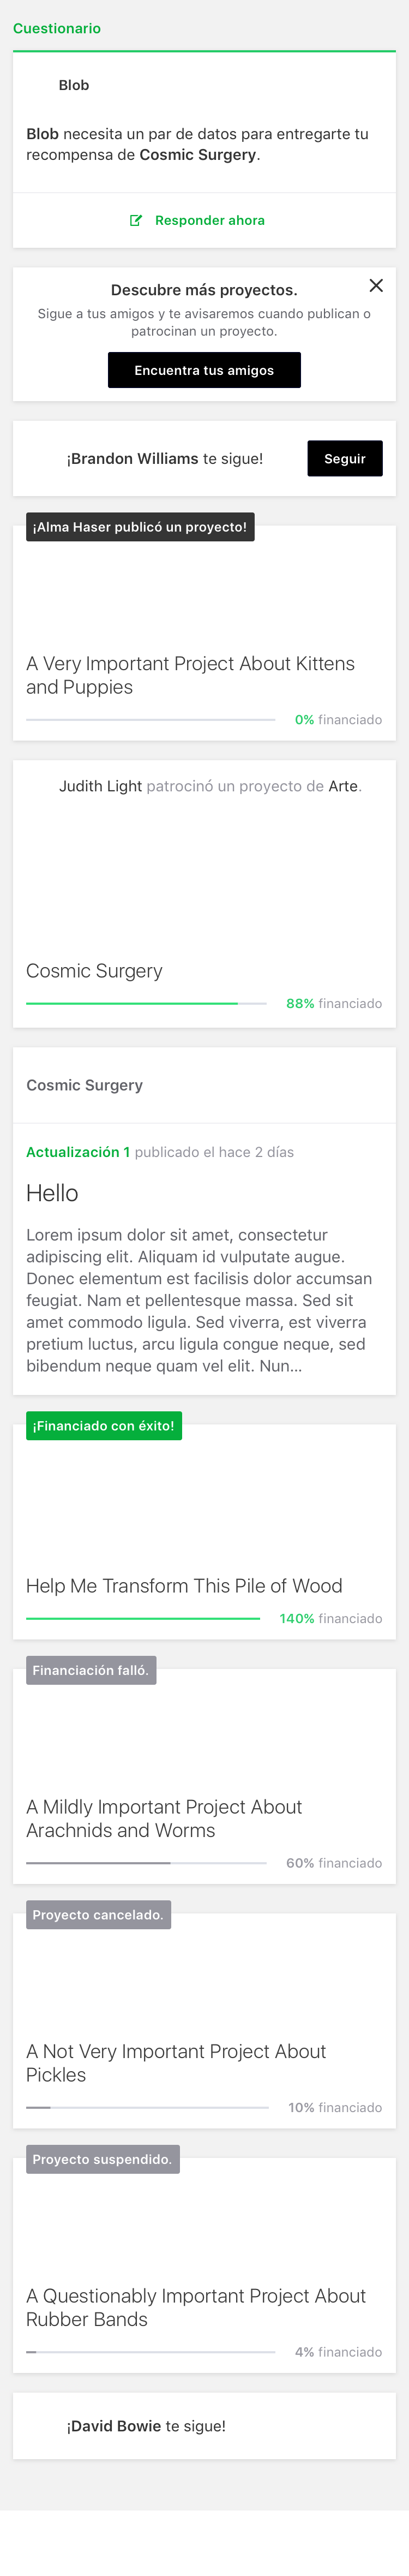 Cuestionario
Blob
Blob necesita un par de datos para entregarte tu
recompensa de Cosmic Surgery.
Responder ahora
Descubre más proyectos.
Sigue a tus amigos y te avisaremos cuando publican o
patrocinan un proyecto.
Encuentra tus amigos
¡Brandon Williams te sigue!
Seguir
¡Alma Haser publicó un proyecto!
A Very Important Project About Kittens
and Puppies
0% financiado
Judith Light patrocinó un proyecto de Arte.
Cosmic Surgery
88% financiado
Cosmic Surgery
Actualización 1 publicado el hace 2 días
Hello
Lorem ipsum dolor sit amet, consectetur
adipiscing elit. Aliquam id vulputate augue.
Donec elementum est facilisis dolor accumsan
feugiat. Nam et pellentesque massa. Sed sit
amet commodo ligula. Sed viverra, est viverra
pretium luctus, arcu ligula congue neque, sed
bibendum neque quam vel elit. Nun...
¡Financiado con éxito!
Help Me Transform This Pile of Wood
140% financiado
Financiación falló.
A Mildly Important Project About
Arachnids and Worms
60% financiado
Proyecto cancelado.
A Not Very Important Project About
Pickles
10% financiado
Proyecto suspendido.
A Questionably Important Project About
Rubber Bands
4% financiado
¡David Bowie te sigue!